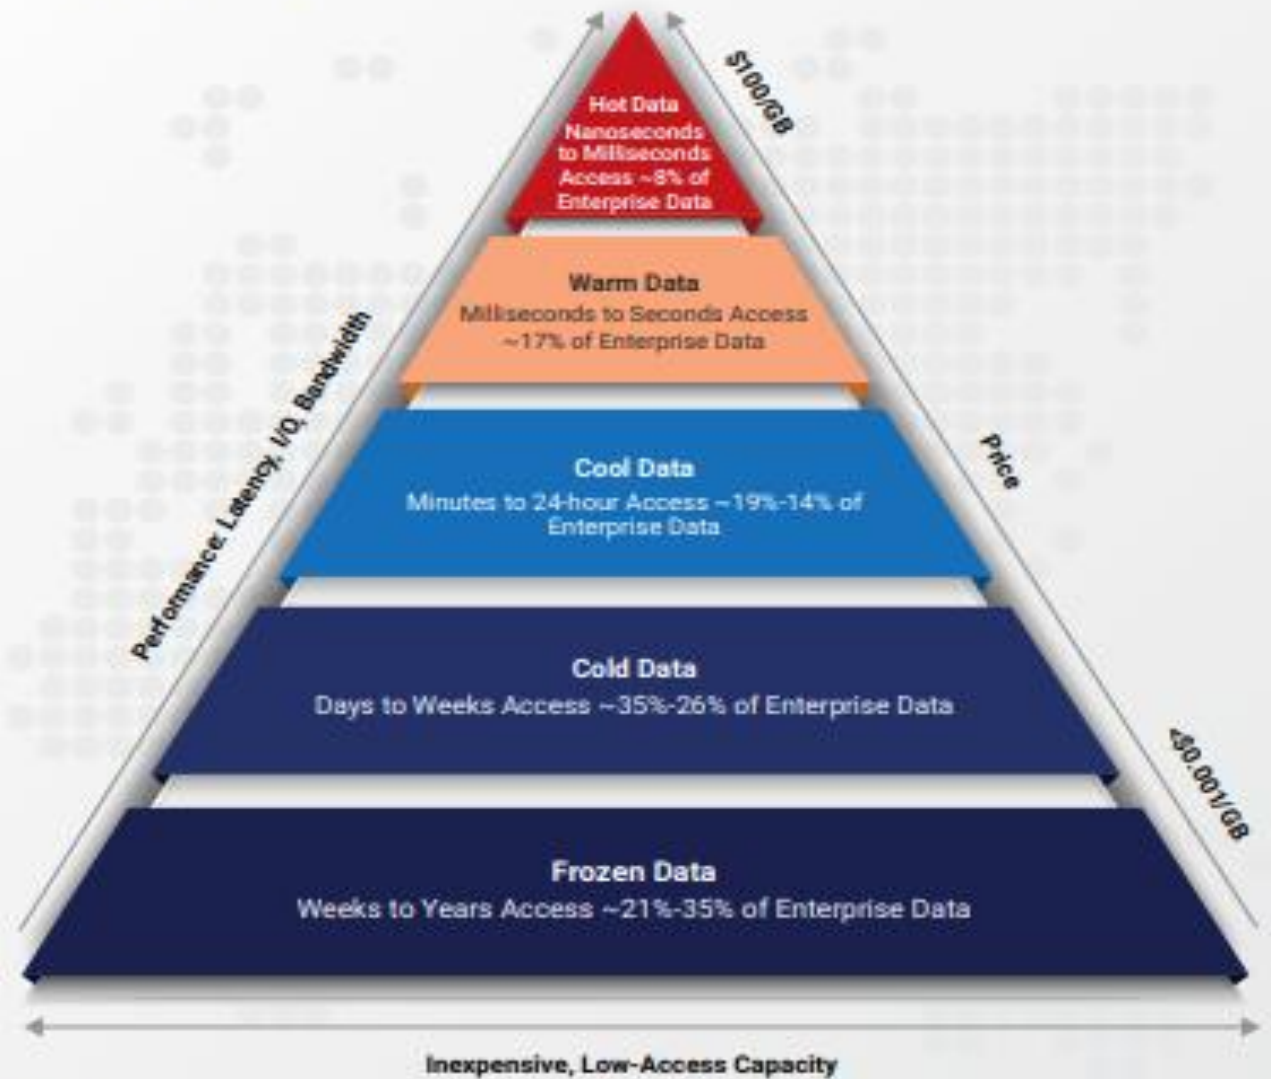 $100/GB
Hot Data
Nanoseconds
to Milliseconds
Access ~8% of
Enterprise Data
Warm Data
Milliseconds to Seconds Access
~17% of Enterprise Data
Performance: Latency, I/O, Bandwidth
Price
Cool Data
Minutes to 24-hour Access ~19%-14% of
Enterprise Data
Cold Data
Days to Weeks Access ~35%-26% of Enterprise Data
<$0.001/GB
Frozen Data
Weeks to Years Access ~21%-35% of Enterprise Data
Inexpensive, Low-Access Capacity